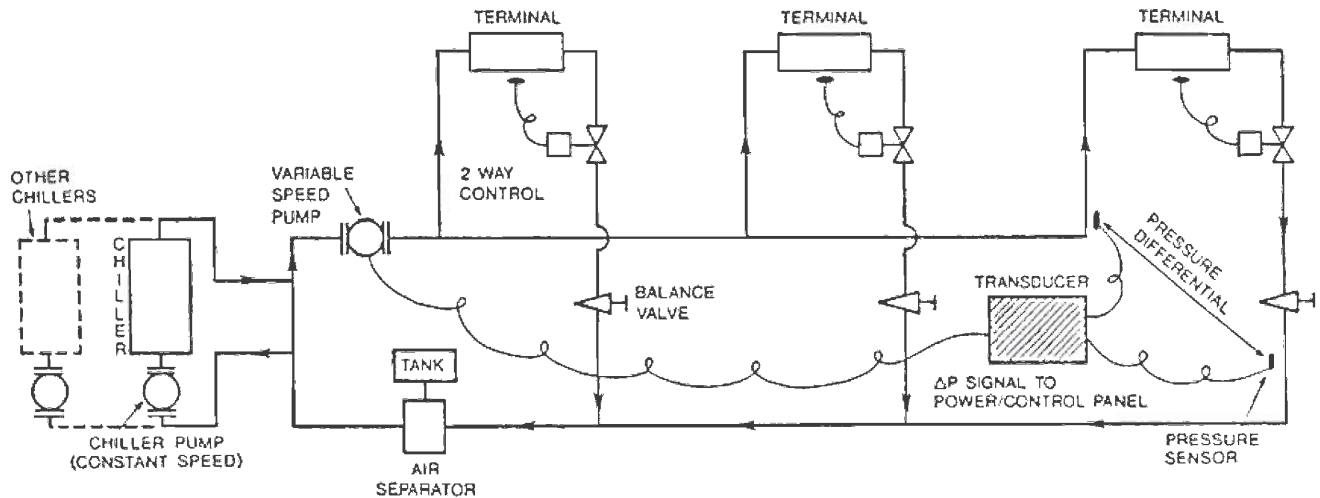 TERMINAL
TERMINAL
TERMINAL
2 WAY
CONTROL
VARIABLE
SPEED
PUMP
OTHER
CHILLERS
CHILLER
PRESSURE
DIFFERENTIAL
TRANSDUCER
BALANCE
VALVE
TANK
ΔP SIGNAL TO
POWER/CONTROL PANEL
CHILLER PUMP
(CONSTANT SPEED)
AIR
SEPARATOR
PRESSURE
SENSOR